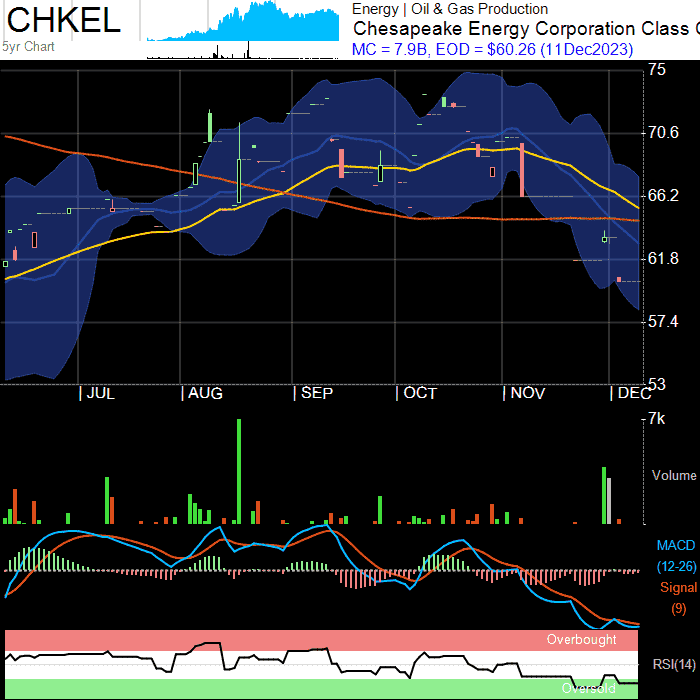 CHKEL
5yr Chart
Energy | Oil & Gas Production
Chesapeake Energy Corporation Class
MC = 7.9B, EOD = $60.26 (11Dec2023)
75
70.6
66.2
61.8
57.4
53
JUL AUG SEP OCT NOV DEC
7k
Volume
MACD
(12-26)
Signal
(9)
Overbought
RSI(14)
Oversold